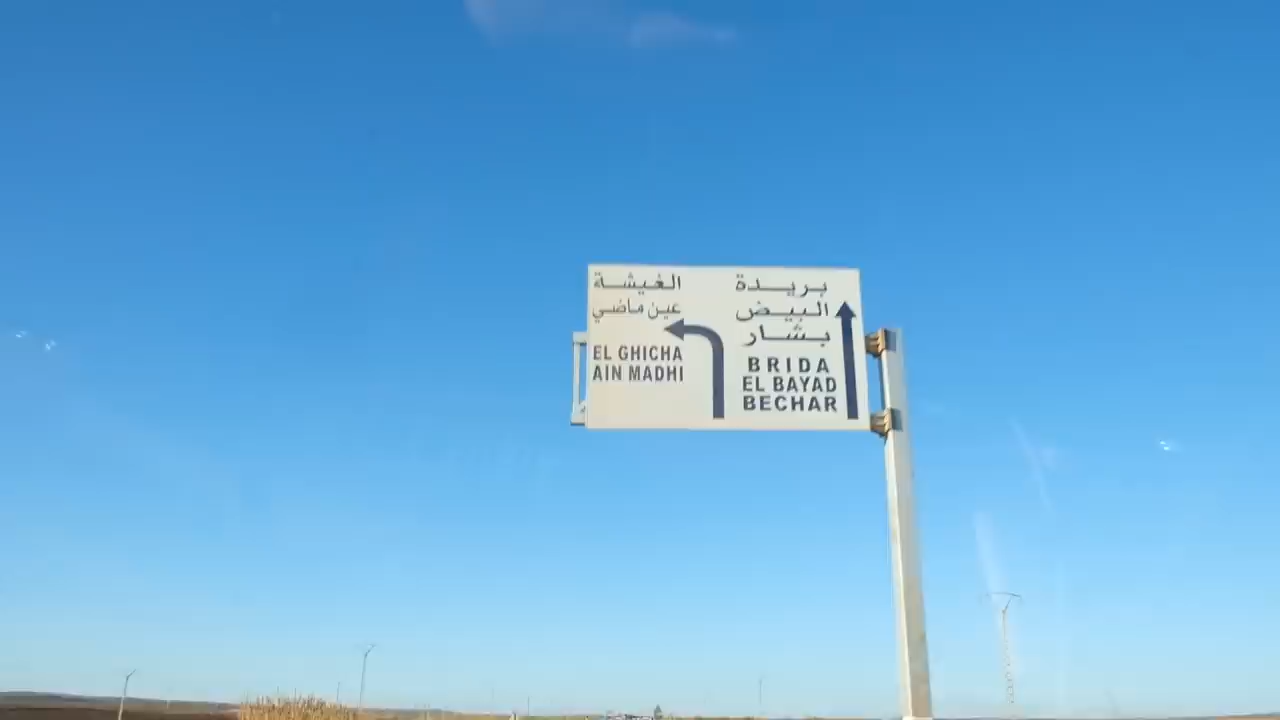 الغيشة
عين ماضي
EL GHICHA
AIN MADHI
بريدة
البيض
بشار
BRIDA
EL BAYAD
BECHAR